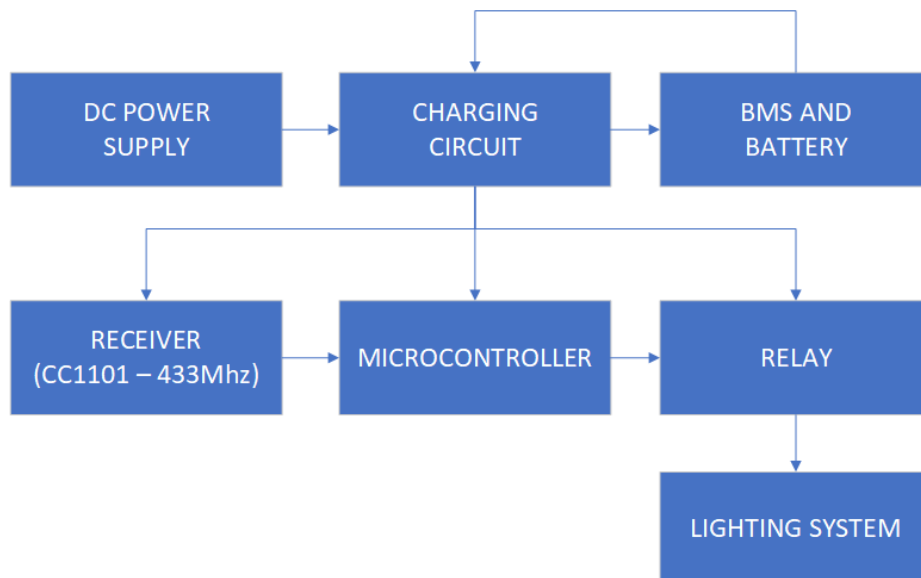 DC POWER
SUPPLY
CHARGING
CIRCUIT
BMS AND
BATTERY
RECEIVER
(CC1101 – 433Mhz)
MICROCONTROLLER
RELAY
LIGHTING SYSTEM